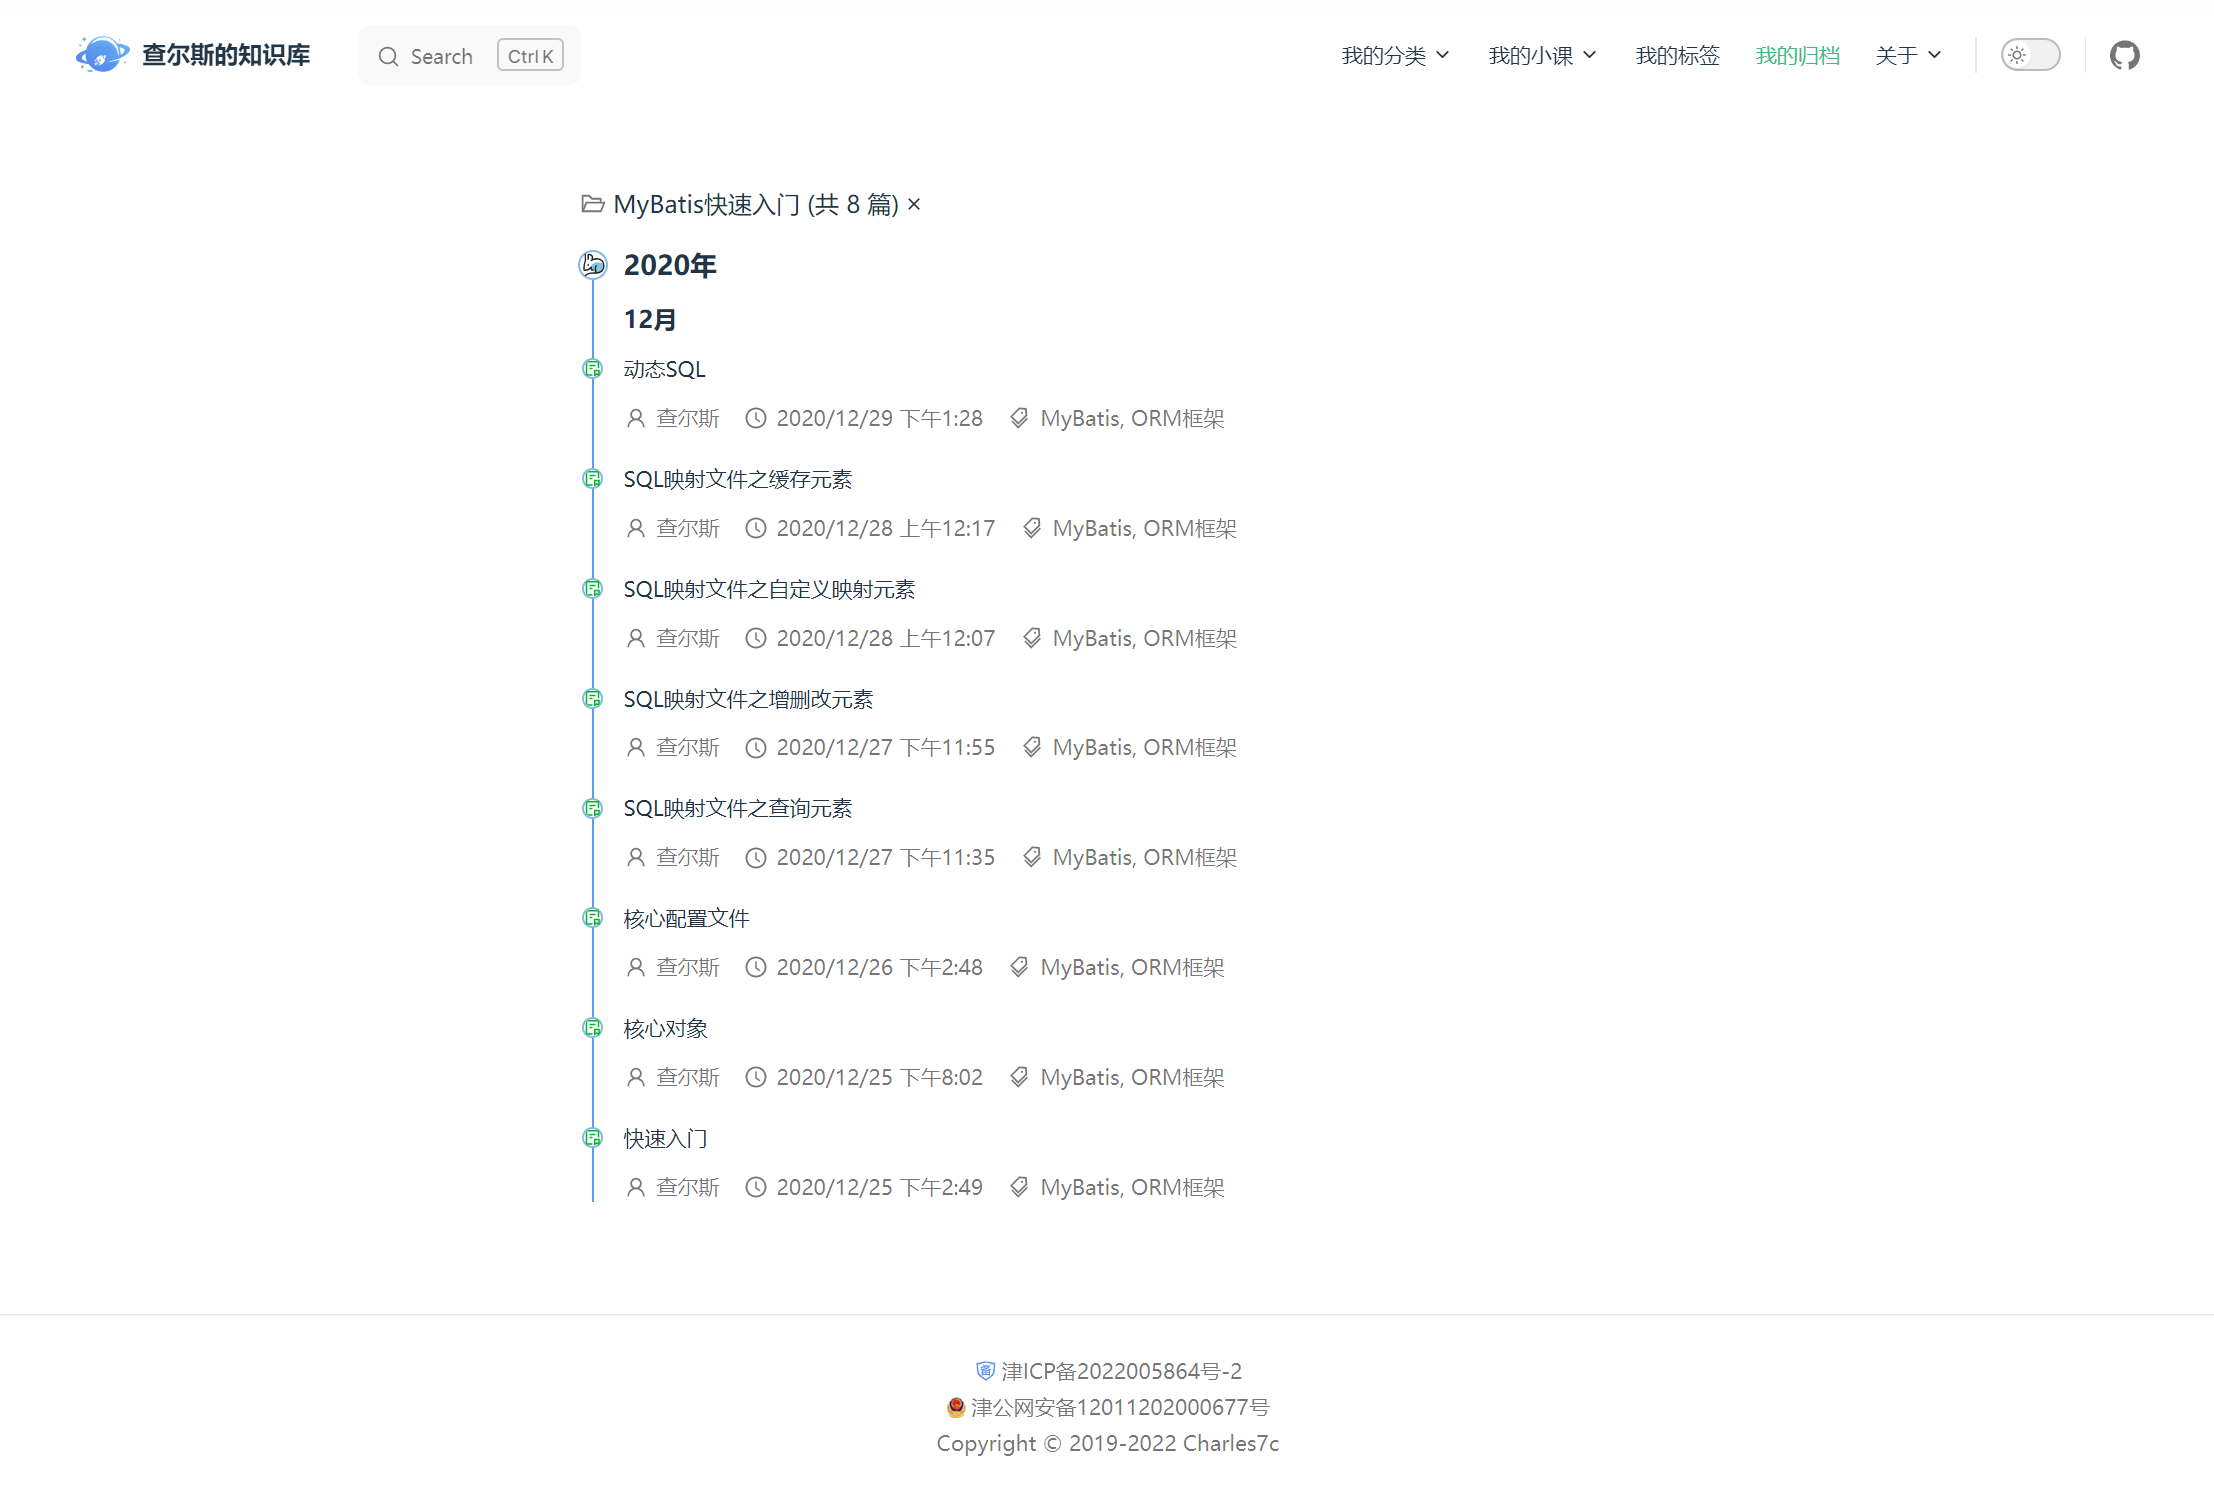 查尔斯的知识库 Search Ctrl K 我的分类 我的小课 我的标签 我的归档 关于
MyBatis快速入门 (共 8 篇) ×
2020年
12月
动态SQL
查尔斯 2020/12/29 下午1:28 MyBatis, ORM框架
SQL映射文件之缓存元素
查尔斯 2020/12/28 上午12:17 MyBatis, ORM框架
SQL映射文件之自定义映射元素
查尔斯 2020/12/28 上午12:07 MyBatis, ORM框架
SQL映射文件之增删改元素
查尔斯 2020/12/27 下午11:55 MyBatis, ORM框架
SQL映射文件之查询元素
查尔斯 2020/12/27 下午11:35 MyBatis, ORM框架
核心配置文件
查尔斯 2020/12/26 下午2:48 MyBatis, ORM框架
核心对象
查尔斯 2020/12/25 下午8:02 MyBatis, ORM框架
快速入门
查尔斯 2020/12/25 下午2:49 MyBatis, ORM框架
津ICP备2022005864号-2
津公网安备12011202000677号
Copyright © 2019-2022 Charles7c